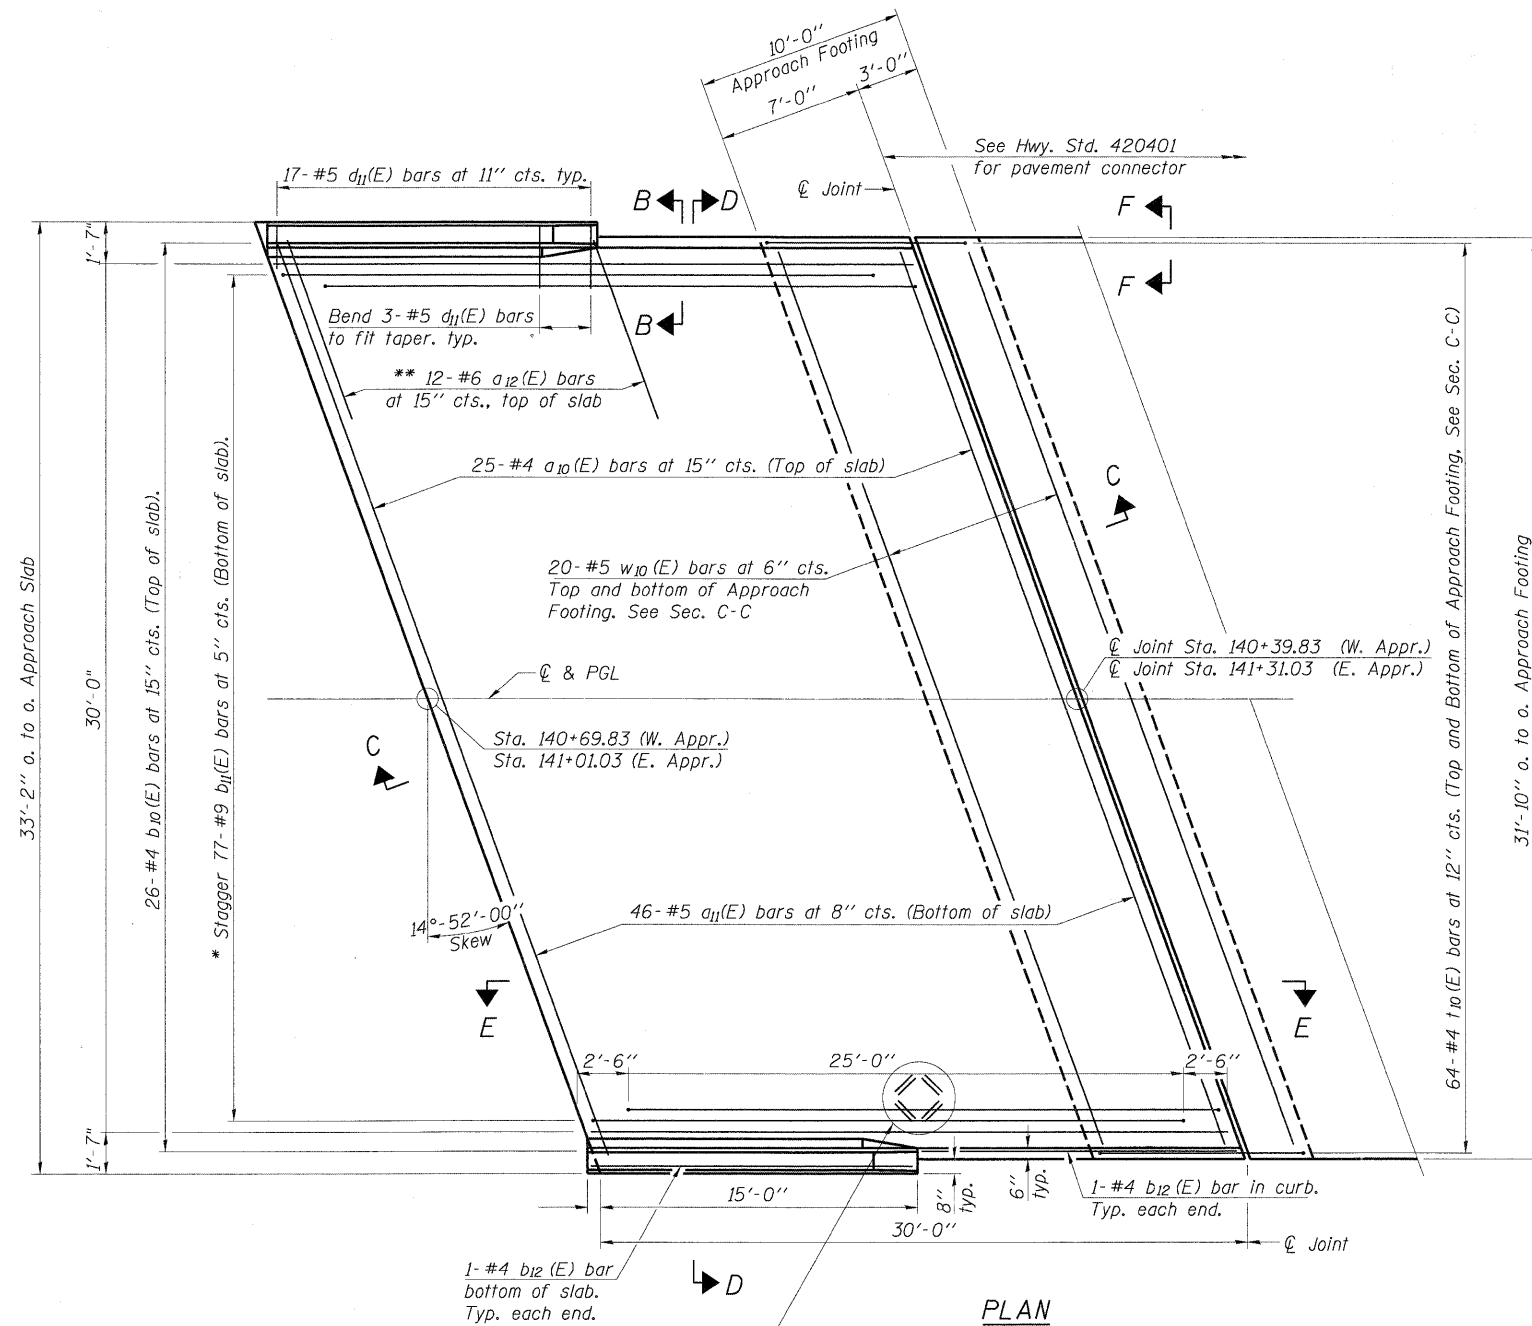 10'-0"
Approach Footing
3'-0"
7'-0"
See Hwy. Std. 420401
for pavement connector
17-#5 d11(E) bars at 11" cts. typ.
℄ Joint
B
D
F
1'-7"
F
Bend 3-#5 d11(E) bars
to fit taper. typ.
B
** 12-#6 a12(E) bars
at 15" cts., top of slab
25-#4 a10(E) bars at 15" cts. (Top of slab)
C
20-#5 w10(E) bars at 6" cts.
Top and bottom of Approach
Footing. See Sec. C-C
33'-2" o. to o. Approach Slab
30'-0"
26-#4 b10(E) bars at 15" cts. (Top of slab).
* Stagger 77-#9 b11(E) bars at 5" cts. (Bottom of slab).
64-#4 t10(E) bars at 12" cts. (Top and Bottom of Approach Footing, See Sec. C-C)
31'-10" o. to o. Approach Footing
℄ Joint Sta. 140+39.83 (W. Appr.)
℄ Joint Sta. 141+31.03 (E. Appr.)
℄ & PGL
Sta. 140+69.83 (W. Appr.)
Sta. 141+01.03 (E. Appr.)
C
14°-52'-00"
Skew
46-#5 a11(E) bars at 8" cts. (Bottom of slab)
E
E
2'-6"
25'-0"
2'-6"
1'-7"
15'-0"
8"
typ.
6"
typ.
1-#4 b12(E) bar in curb.
Typ. each end.
30'-0"
℄ Joint
1-#4 b12(E) bar
bottom of slab.
Typ. each end.
D
PLAN